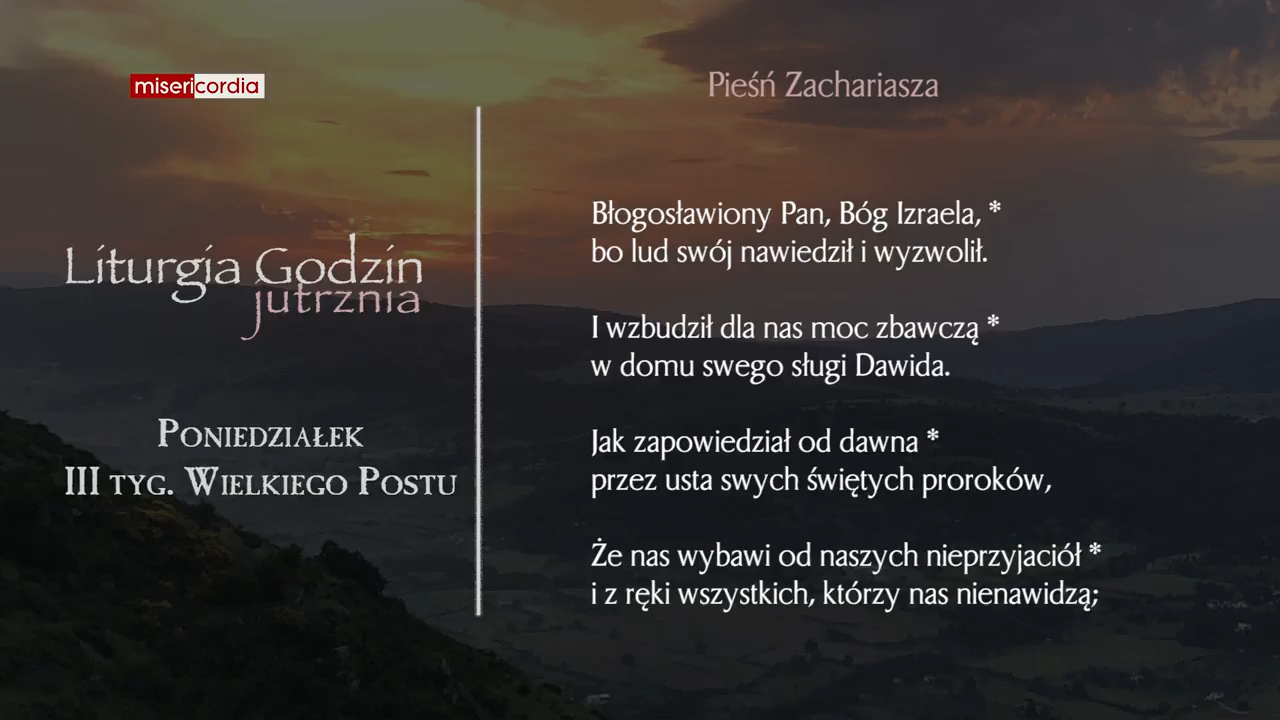 misericordia
Liturgia Godzin
jutrznia
Poniedziałek
III tyg. Wielkiego Postu
Pieśń Zachariasza
Błogosławiony Pan, Bóg Izraela, *
bo lud swój nawiedził i wyzwolił.
I wzbudził dla nas moc zbawczą *
w domu swego sługi Dawida.
Jak zapowiedział od dawna *
przez usta swych świętych proroków,
Że nas wybawi od naszych nieprzyjaciół *
i z ręki wszystkich, którzy nas nienawidzą;